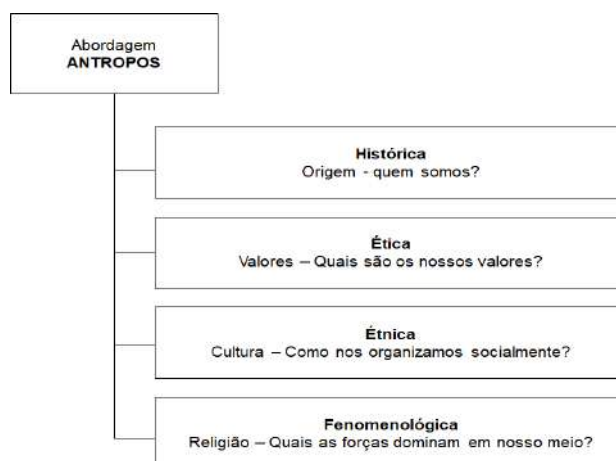 Abordagem
ANTROPOS
Histórica
Origem - quem somos?
Ética
Valores – Quais são os nossos valores?
Étnica
Cultura – Como nos organizamos socialmente?
Fenomenológica
Religião – Quais as forças dominam em nosso meio?